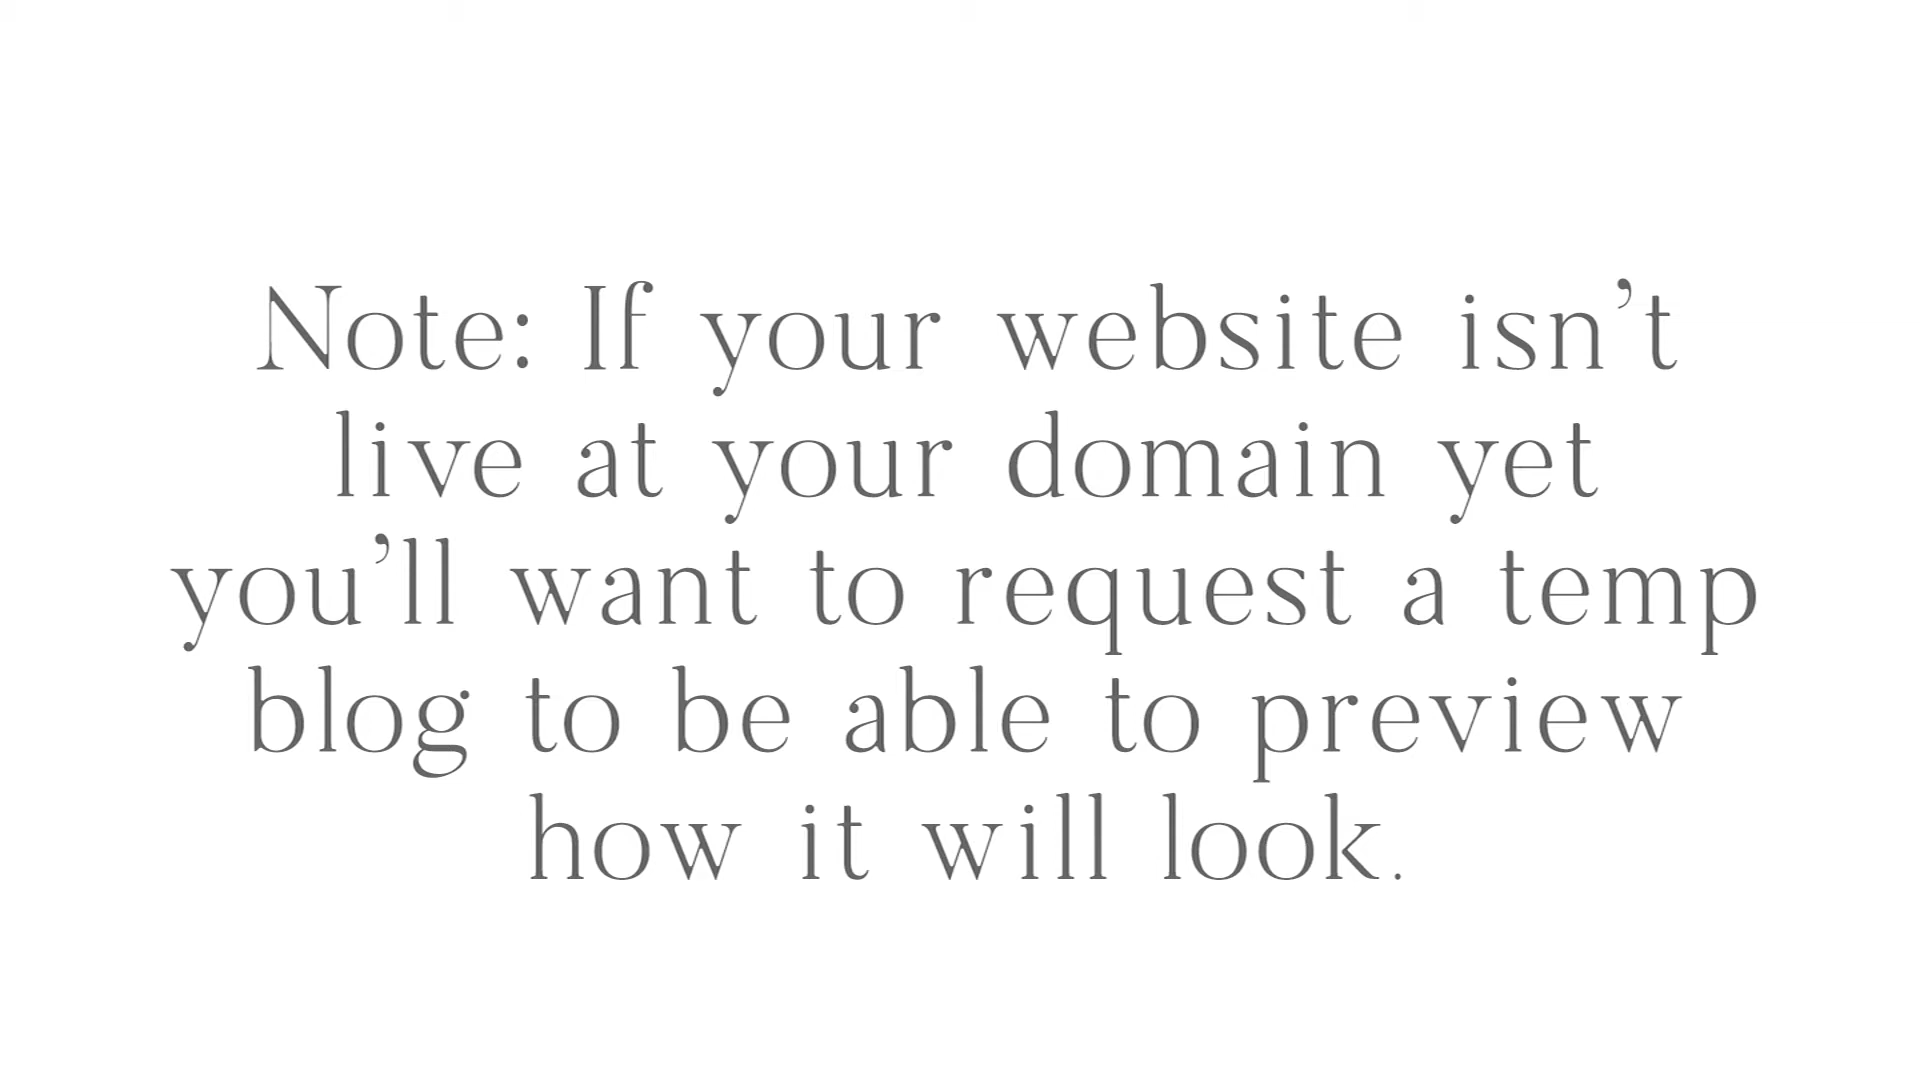 Note: If your website isn’t
live at your domain yet
you’ll want to request a temp
blog to be able to preview
how it will look.